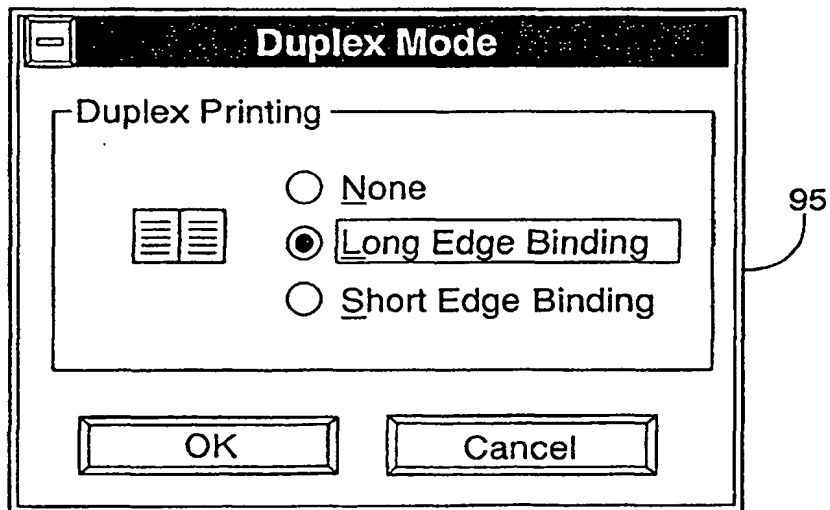 Duplex Mode
Duplex Printing
None
Long Edge Binding
Short Edge Binding
95
OK
Cancel